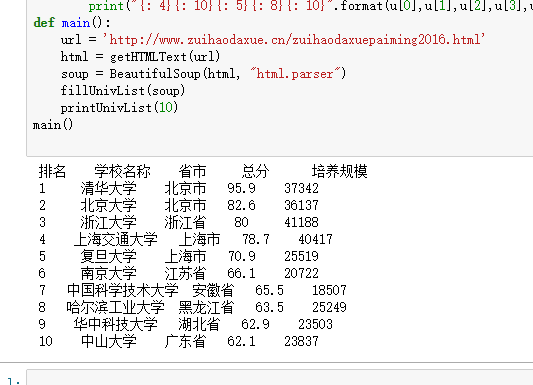 print("{: 4}{: 10}{: 5}{: 8}{: 10}".format(u[0],u[1],u[2],u[3],u
def main():
url = 'http://www.zuihaodaxue.cn/zuihaodaxuepaiming2016.html'
html = getHTMLText(url)
soup = BeautifulSoup(html, "html.parser")
fillUnivList(soup)
printUnivList(10)
main()
排名 学校名称 省市 总分 培养规模
1 清华大学 北京市 95.9 37342
2 北京大学 北京市 82.6 36137
3 浙江大学 浙江省 80 41188
4 上海交通大学 上海市 78.7 40417
5 复旦大学 上海市 70.9 25519
6 南京大学 江苏省 66.1 20722
7 中国科学技术大学 安徽省 65.5 18507
8 哈尔滨工业大学 黑龙江省 63.5 25249
9 华中科技大学 湖北省 62.9 23503
10 中山大学 广东省 62.1 23837